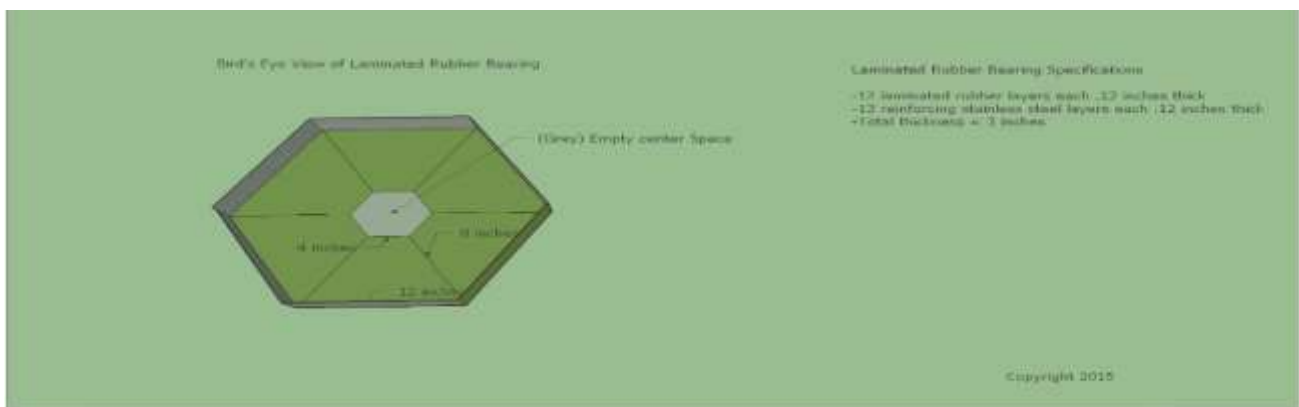 Bird's Eye View of Laminated Rubber Bearing
Laminated Rubber Bearing Specifications
-12 laminated rubber layers each .12 inches thick
-12 reinforcing stainless steel layers each .12 inches thick
-Total thickness = 3 inches
(Grey) Empty center Space
8 inches
4 inches
12 inches
Copyright 2015